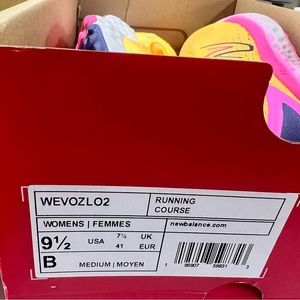 WEVOZLO2
RUNNING
COURSE
WOMENS | FEMMES
newbalance.com
9½ USA 7½ UK
41 EUR
B MEDIUM | MOYEN